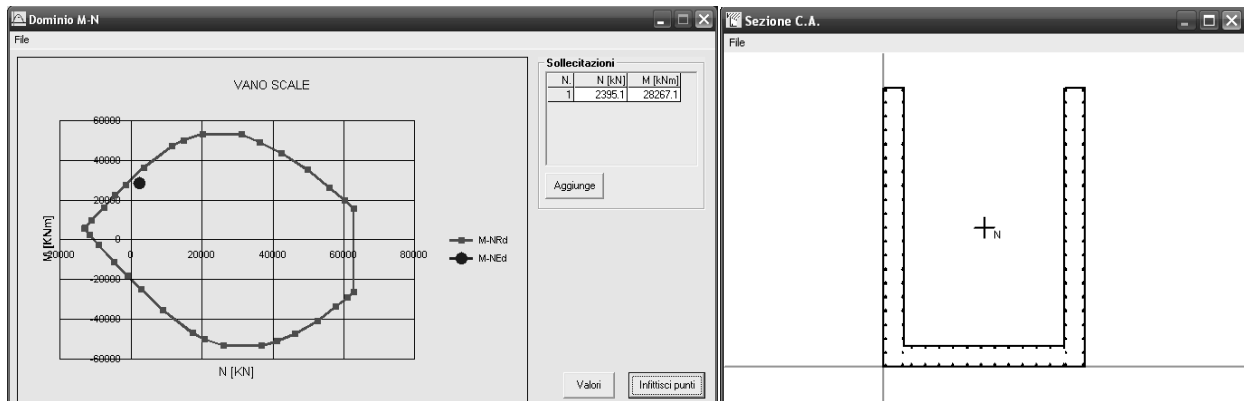 Dominio M-N
File
VANO SCALE
60000
40000
20000
0
-20000
-40000
-60000
20000
0
20000
40000
60000
80000
M [KNm]
N [KN]
M-NRd
M-NEd
Sollecitazioni
N. N [kN] M [kNm]
1 2395.1 28267.1
Aggiunge
Valori
Infittisci punti
Sezione C.A.
File
N